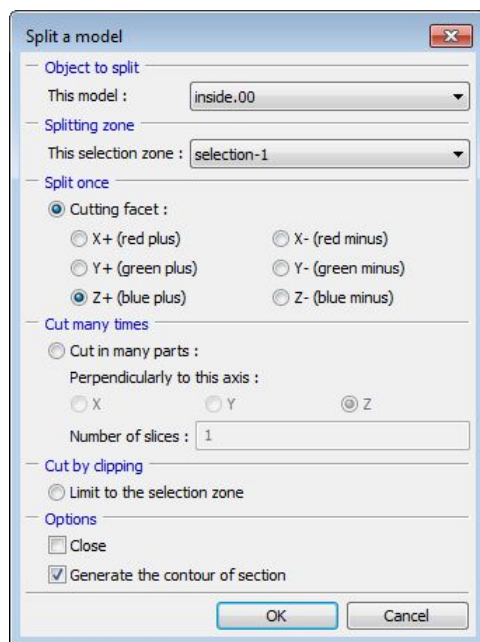 Split a model
Object to split
This model : inside.00
Splitting zone
This selection zone : selection-1
Split once
Cutting facet :
X+ (red plus) X- (red minus)
Y+ (green plus) Y- (green minus)
Z+ (blue plus) Z- (blue minus)
Cut many times
Cut in many parts :
Perpendicularly to this axis :
X Y Z
Number of slices : 1
Cut by clipping
Limit to the selection zone
Options
Close
Generate the contour of section
OK Cancel